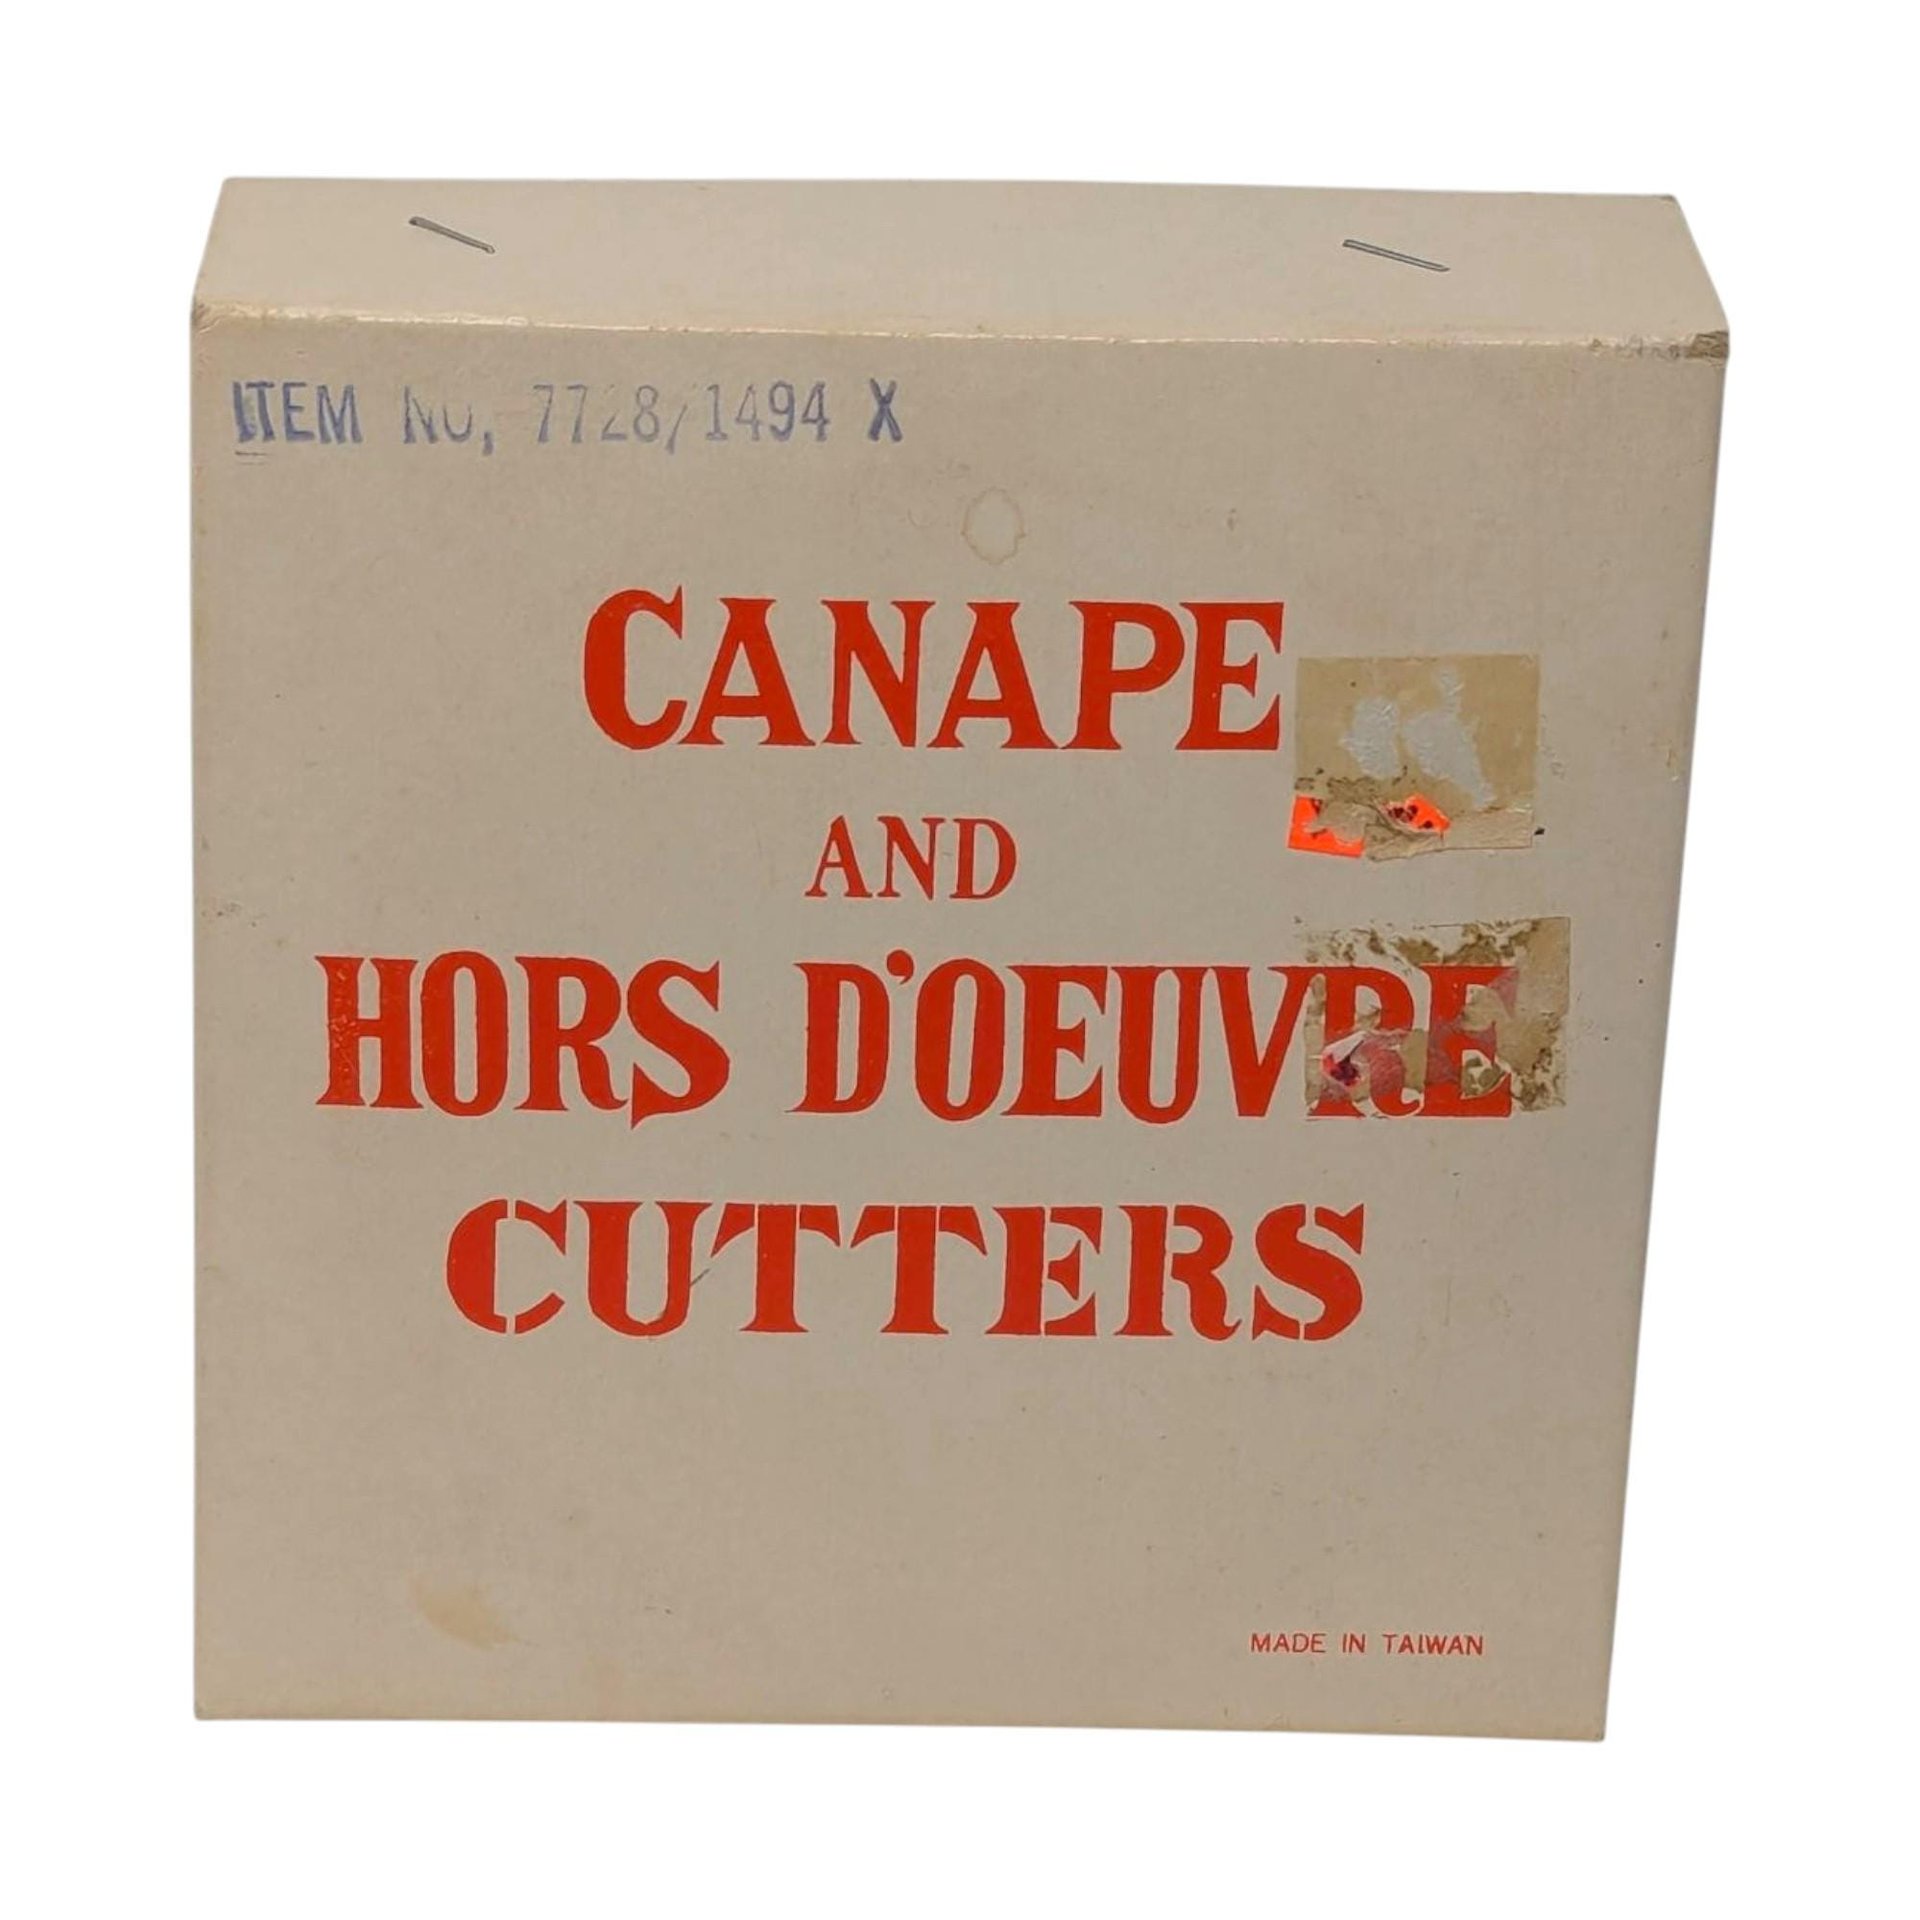 ITEM NO, 7728/1494 X
CANAPE
AND
HORS D'OEUVRE
CUTTERS
MADE IN TAIWAN